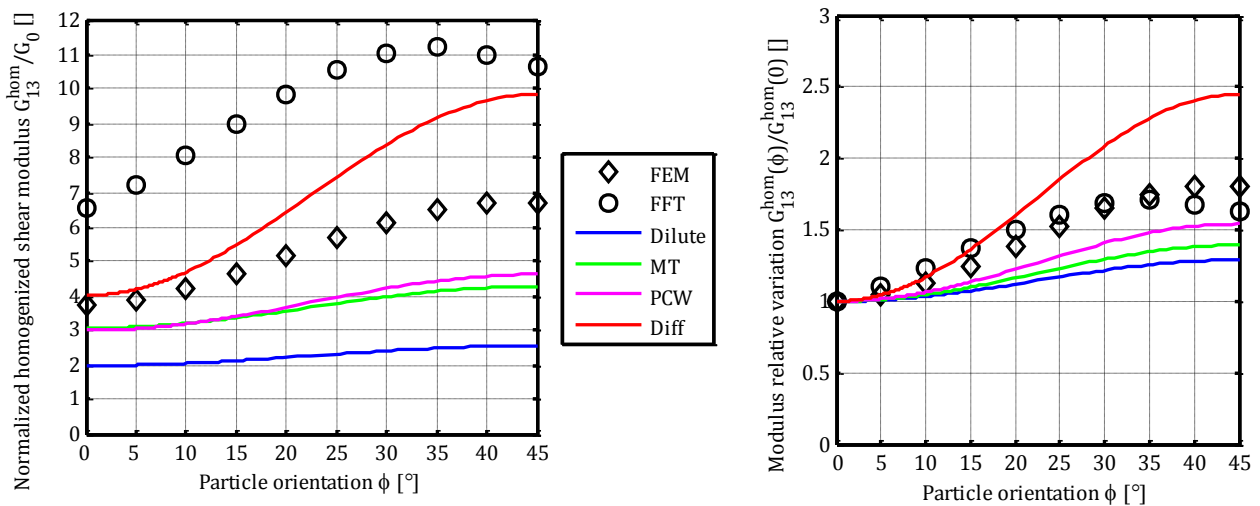 Normalized homogenized shear modulus G₁₃ʰᵒᵐ/G₀ []
12
11
10
9
8
7
6
5
4
3
2
1
0
0 5 10 15 20 25 30 35 40 45
Particle orientation ϕ [°]
FEM
FFT
Dilute
MT
PCW
Diff
Modulus relative variation G₁₃ʰᵒᵐ(ϕ)/G₁₃ʰᵒᵐ(0) []
3
2.5
2
1.5
1
0.5
0
0 5 10 15 20 25 30 35 40 45
Particle orientation ϕ [°]